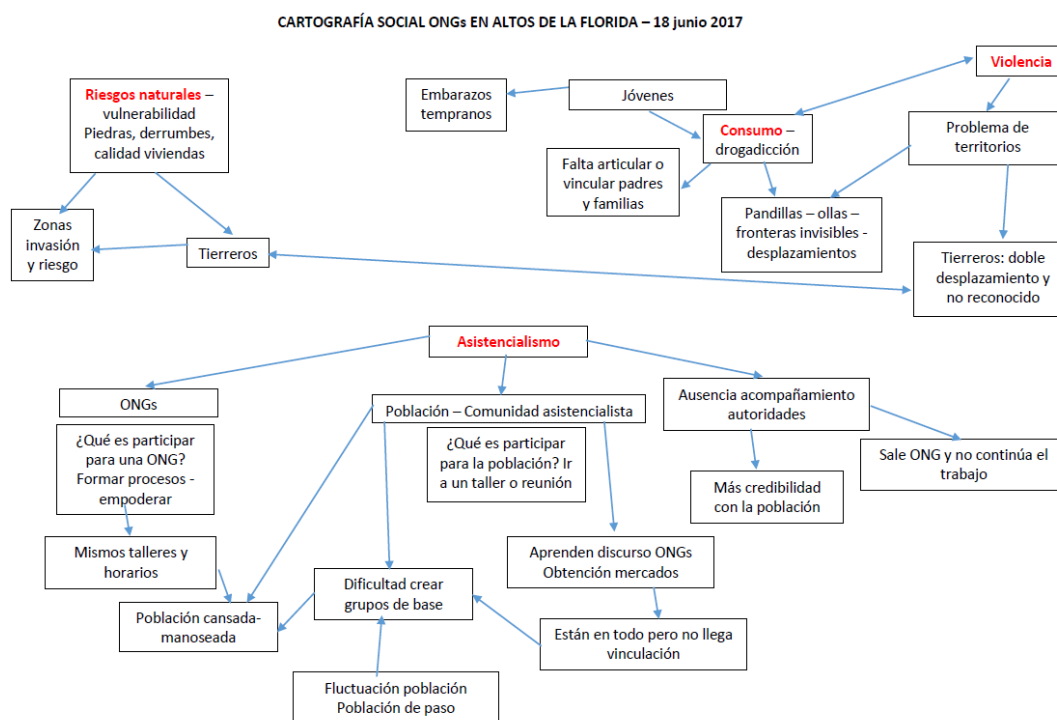 CARTOGRAFÍA SOCIAL ONGs EN ALTOS DE LA FLORIDA – 18 junio 2017
Riesgos naturales –
vulnerabilidad
Piedras, derrumbes,
calidad viviendas
Embarazos
tempranos
Jóvenes
Violencia
Consumo –
drogadicción
Problema de
territorios
Falta articular o
vincular padres
y familias
Pandillas – ollas –
fronteras invisibles -
desplazamientos
Zonas
invasión
y riesgo
Tierreros
Tierreros: doble
desplazamiento y
no reconocido
Asistencialismo
ONGs
Población – Comunidad asistencialista
Ausencia acompañamiento
autoridades
¿Qué es participar
para una ONG?
Formar procesos -
empoderar
¿Qué es participar
para la población? Ir
a un taller o reunión
Sale ONG y no continúa el
trabajo
Más credibilidad
con la población
Mismos talleres y
horarios
Aprenden discurso ONGs
Obtención mercados
Dificultad crear
grupos de base
Población cansada-
manoseada
Están en todo pero no llega
vinculación
Fluctuación población
Población de paso